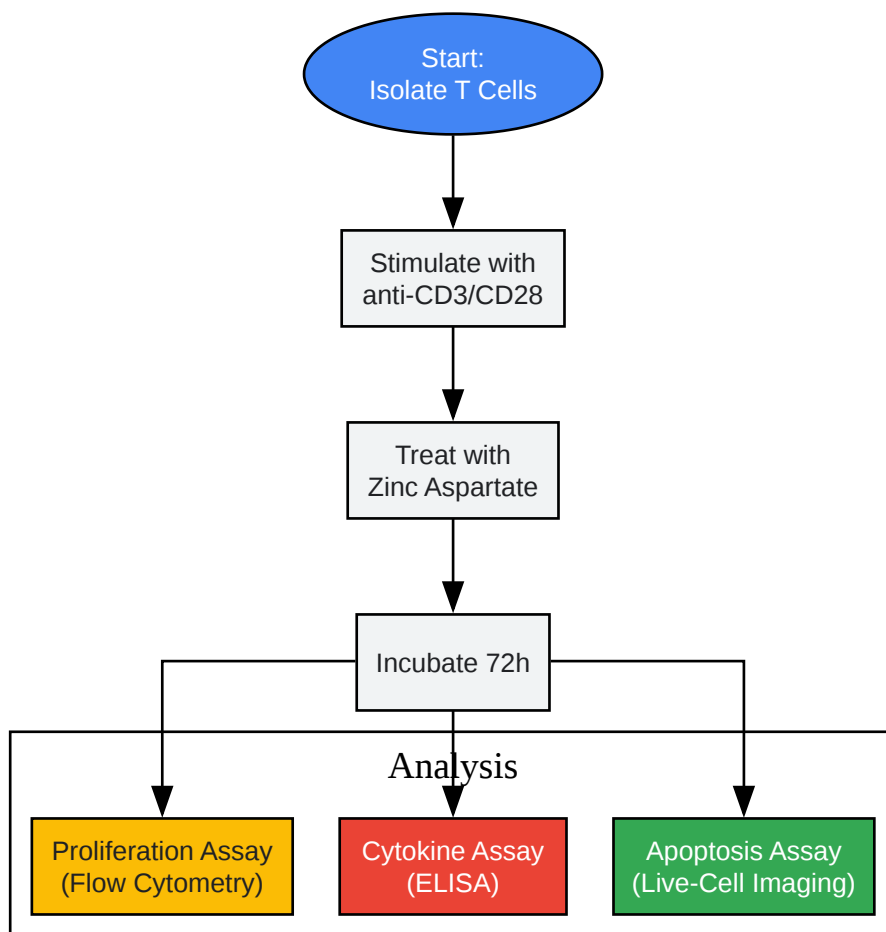 Start:
Isolate T Cells
Stimulate with
anti-CD3/CD28
Treat with
Zinc Aspartate
Incubate 72h
Analysis
Proliferation Assay
(Flow Cytometry)
Cytokine Assay
(ELISA)
Apoptosis Assay
(Live-Cell Imaging)